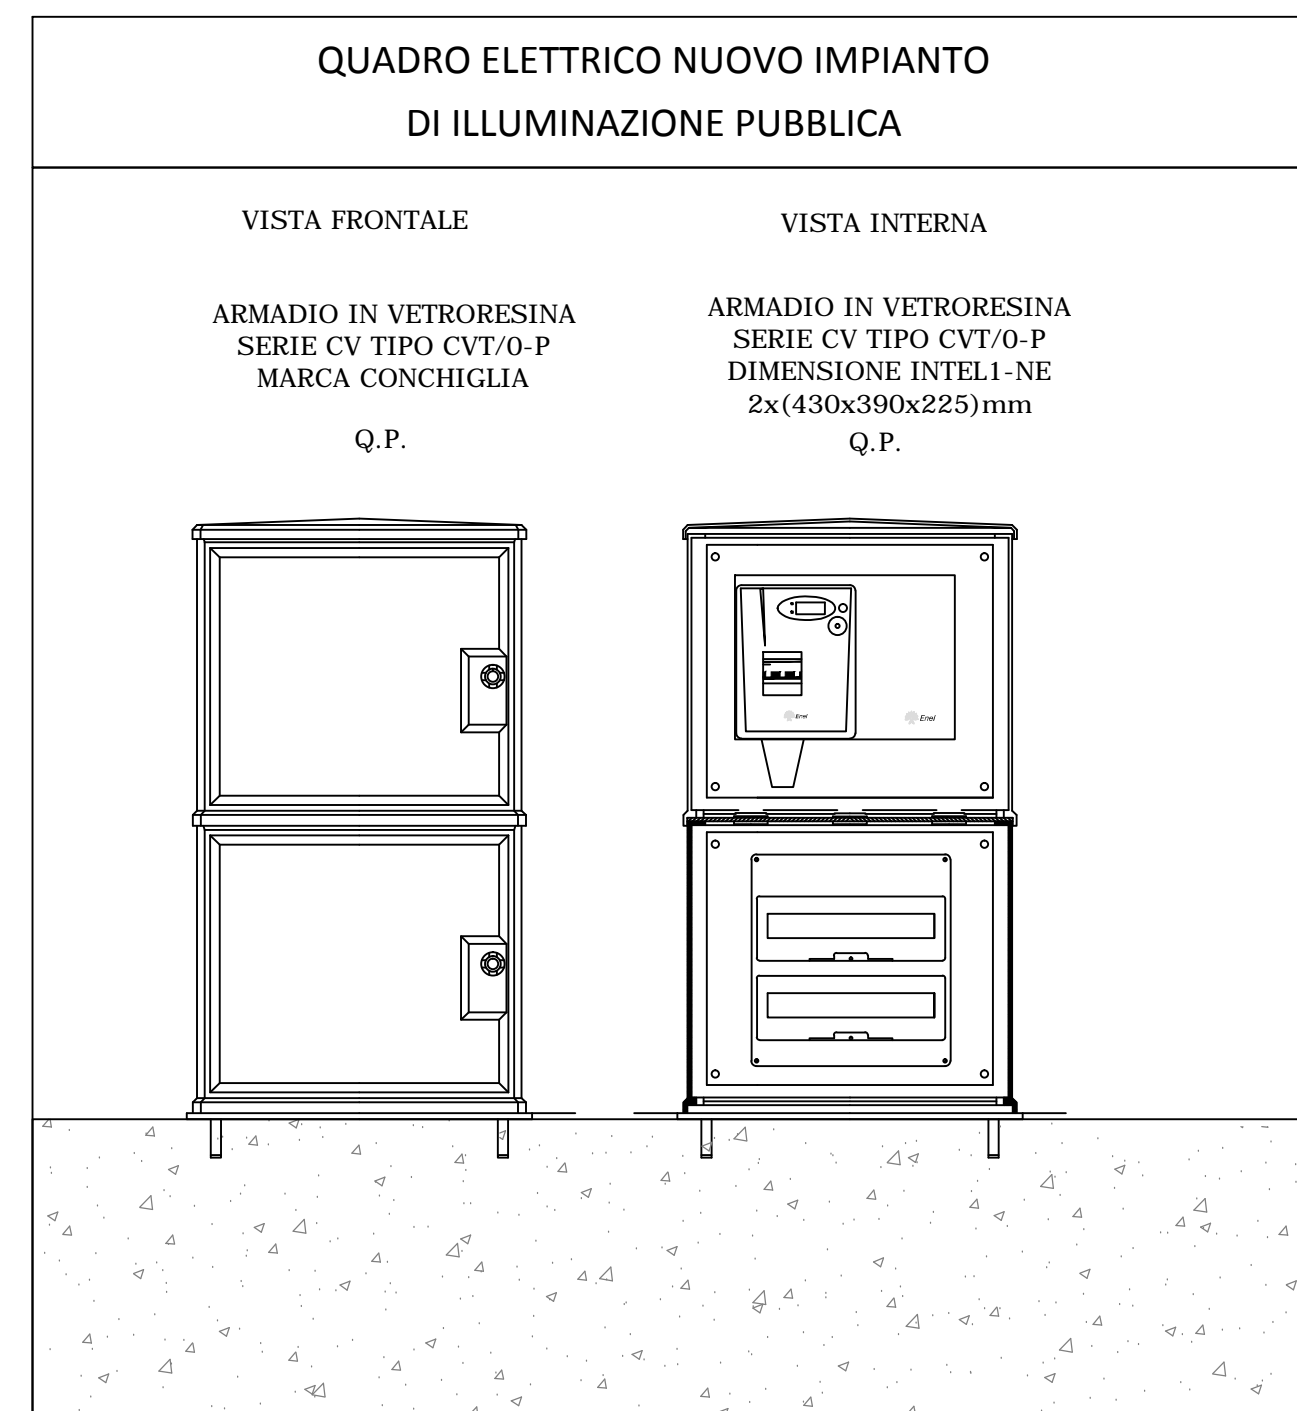 QUADRO ELETTRICO NUOVO IMPIANTO
DI ILLUMINAZIONE PUBBLICA
VISTA FRONTALE
ARMADIO IN VETRORESINA
SERIE CV TIPO CVT/0-P
MARCA CONCHIGLIA
Q.P.
VISTA INTERNA
ARMADIO IN VETRORESINA
SERIE CV TIPO CVT/0-P
DIMENSIONE INTEL1-NE
2x(430x390x225)mm
Q.P.
Enel
Enel